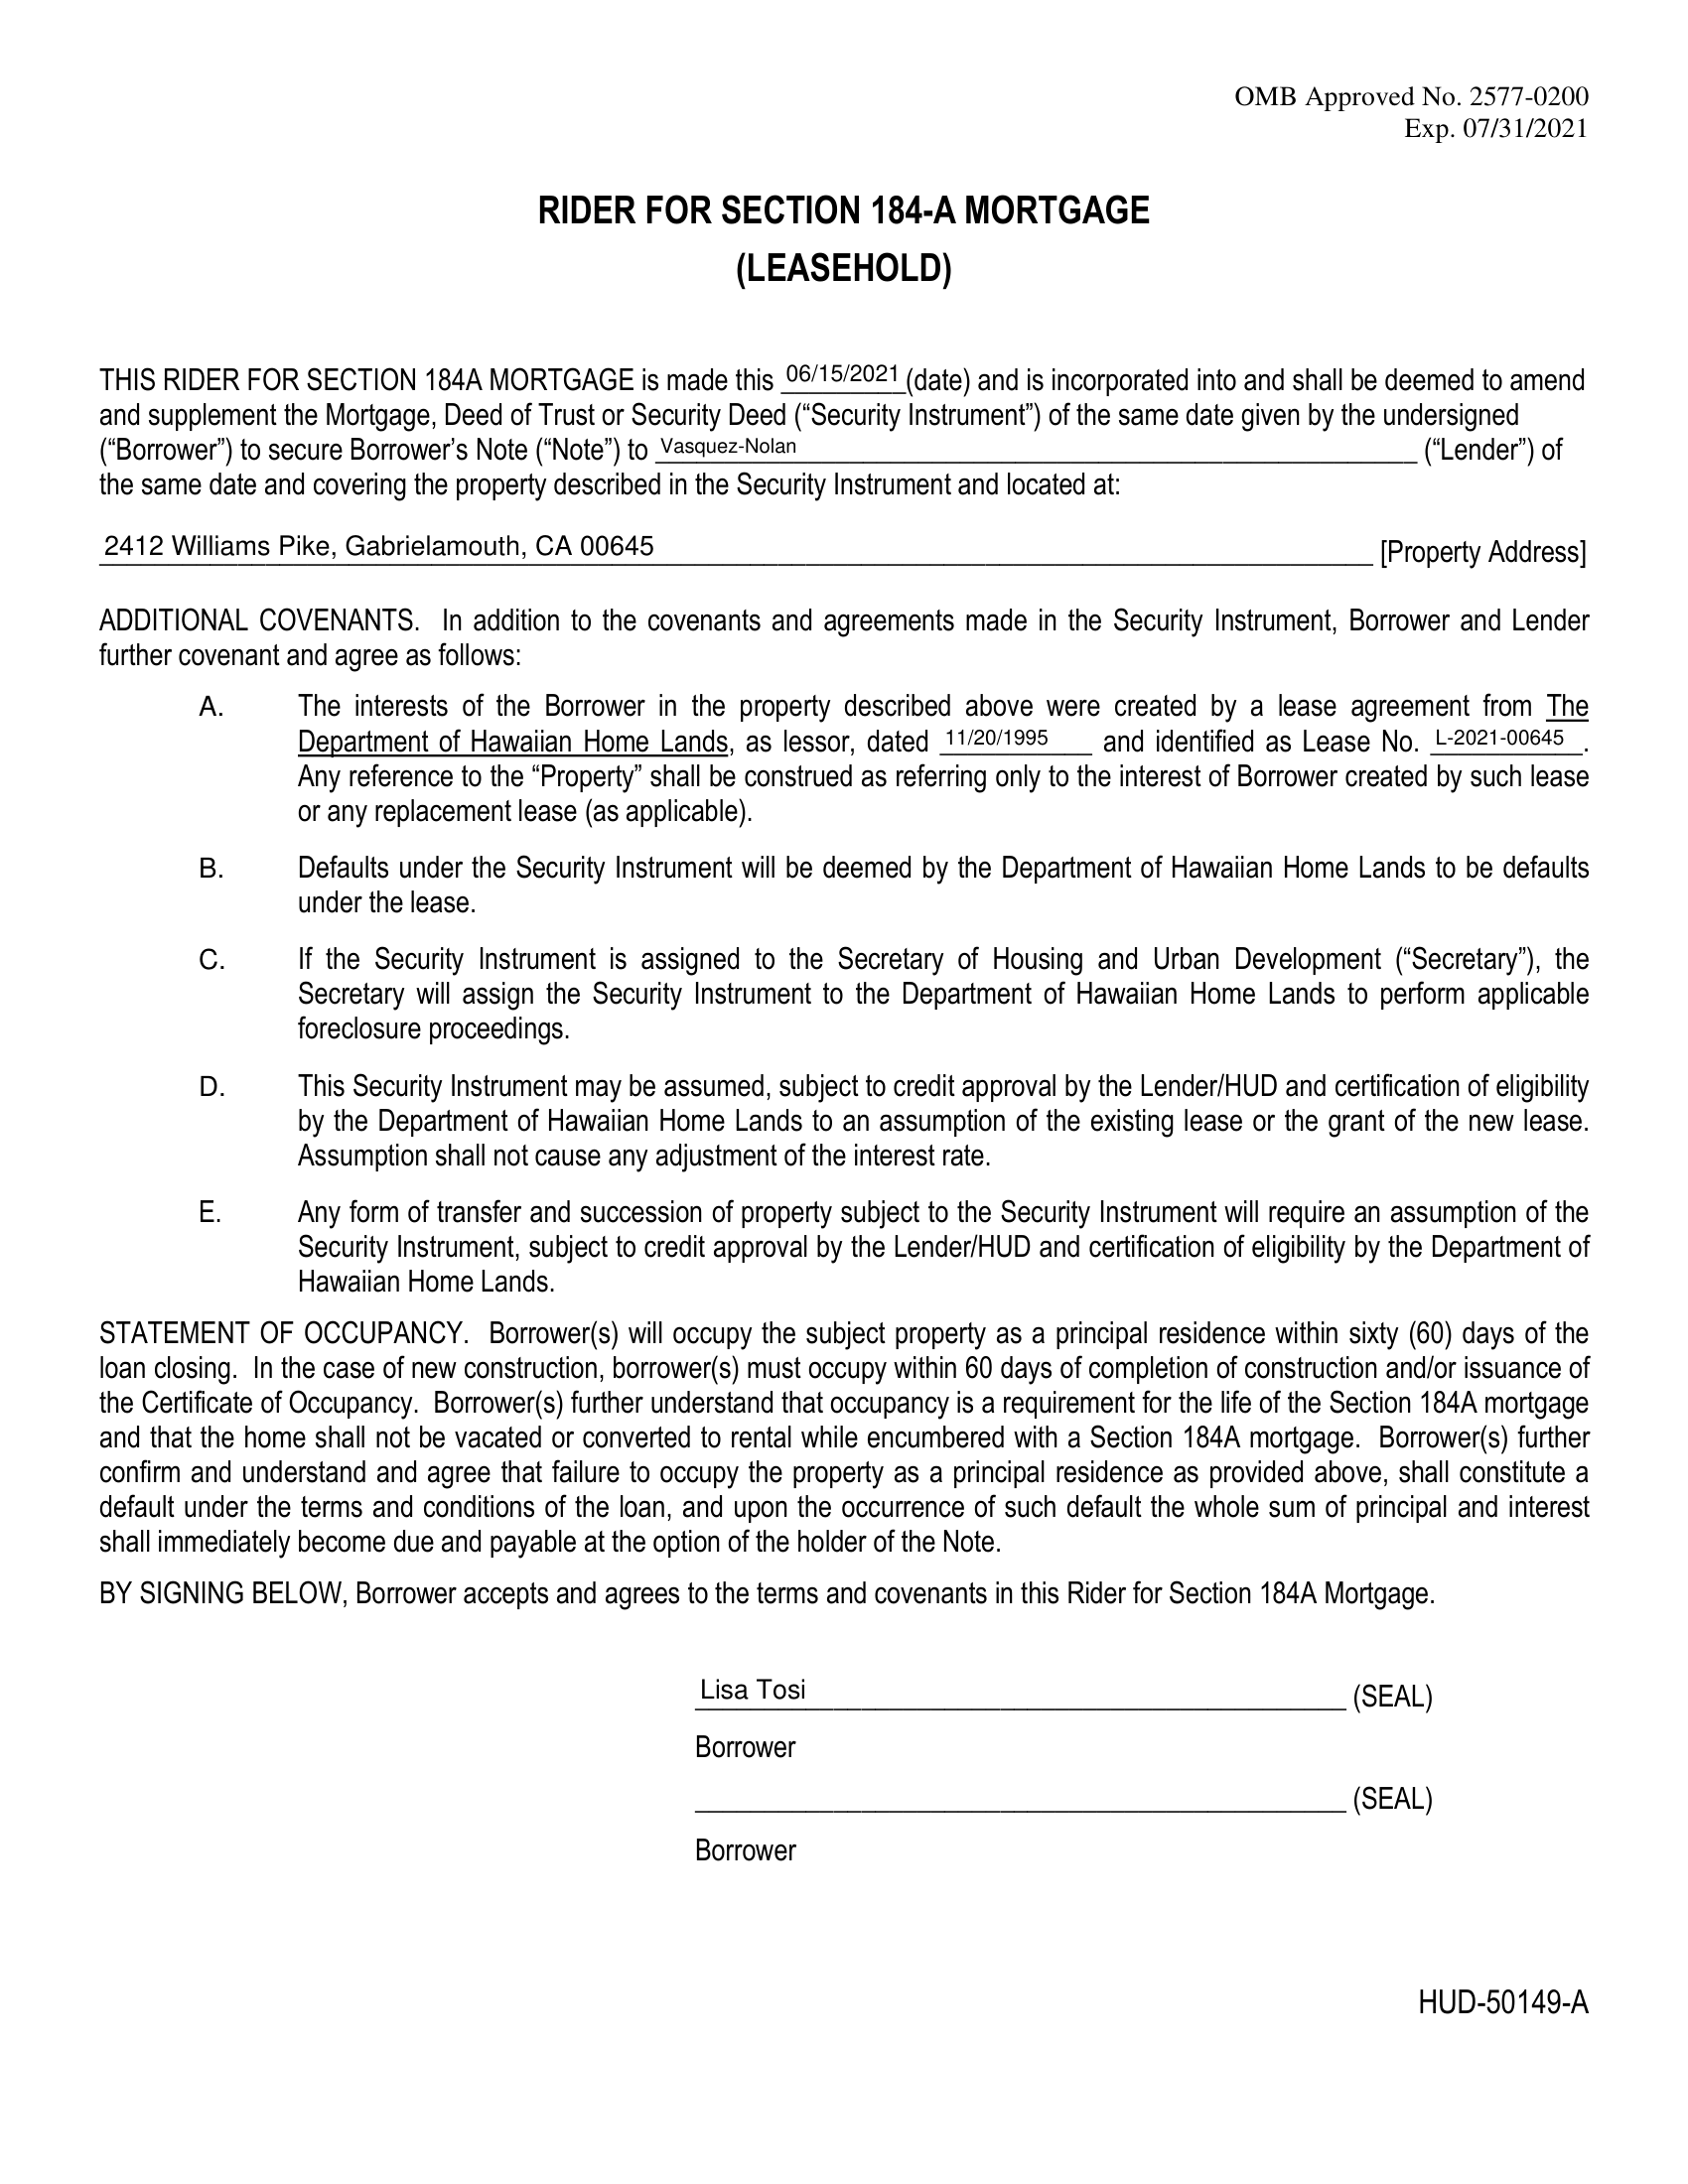 OMB Approved No. 2577-0200
Exp. 07/31/2021
RIDER FOR SECTION 184-A MORTGAGE
(LEASEHOLD)
THIS RIDER FOR SECTION 184A MORTGAGE is made this 06/15/2021 (date) and is incorporated into and shall be deemed to amend
and supplement the Mortgage, Deed of Trust or Security Deed (“Security Instrument”) of the same date given by the undersigned
(“Borrower”) to secure Borrower’s Note (“Note”) to Vasquez-Nolan (“Lender”) of
the same date and covering the property described in the Security Instrument and located at:
2412 Williams Pike, Gabrielamouth, CA 00645 [Property Address]
ADDITIONAL COVENANTS. In addition to the covenants and agreements made in the Security Instrument, Borrower and Lender
further covenant and agree as follows:
A. The interests of the Borrower in the property described above were created by a lease agreement from The
Department of Hawaiian Home Lands, as lessor, dated 11/20/1995 and identified as Lease No. L-2021-00645.
Any reference to the “Property” shall be construed as referring only to the interest of Borrower created by such lease
or any replacement lease (as applicable).
B. Defaults under the Security Instrument will be deemed by the Department of Hawaiian Home Lands to be defaults
under the lease.
C. If the Security Instrument is assigned to the Secretary of Housing and Urban Development (“Secretary”), the
Secretary will assign the Security Instrument to the Department of Hawaiian Home Lands to perform applicable
foreclosure proceedings.
D. This Security Instrument may be assumed, subject to credit approval by the Lender/HUD and certification of eligibility
by the Department of Hawaiian Home Lands to an assumption of the existing lease or the grant of the new lease.
Assumption shall not cause any adjustment of the interest rate.
E. Any form of transfer and succession of property subject to the Security Instrument will require an assumption of the
Security Instrument, subject to credit approval by the Lender/HUD and certification of eligibility by the Department of
Hawaiian Home Lands.
STATEMENT OF OCCUPANCY. Borrower(s) will occupy the subject property as a principal residence within sixty (60) days of the
loan closing. In the case of new construction, borrower(s) must occupy within 60 days of completion of construction and/or issuance of
the Certificate of Occupancy. Borrower(s) further understand that occupancy is a requirement for the life of the Section 184A mortgage
and that the home shall not be vacated or converted to rental while encumbered with a Section 184A mortgage. Borrower(s) further
confirm and understand and agree that failure to occupy the property as a principal residence as provided above, shall constitute a
default under the terms and conditions of the loan, and upon the occurrence of such default the whole sum of principal and interest
shall immediately become due and payable at the option of the holder of the Note.
BY SIGNING BELOW, Borrower accepts and agrees to the terms and covenants in this Rider for Section 184A Mortgage.
Lisa Tosi (SEAL)
Borrower
(SEAL)
Borrower
HUD-50149-A